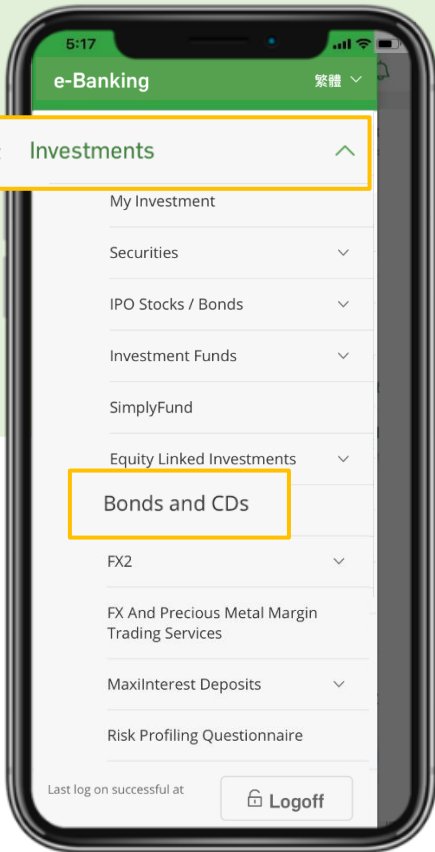 5:17
e-Banking 繁體
Investments
My Investment
Securities
IPO Stocks / Bonds
Investment Funds
SimplyFund
Equity Linked Investments
Bonds and CDs
FX2
FX And Precious Metal Margin
Trading Services
MaxiInterest Deposits
Risk Profiling Questionnaire
Last log on successful at
Logoff